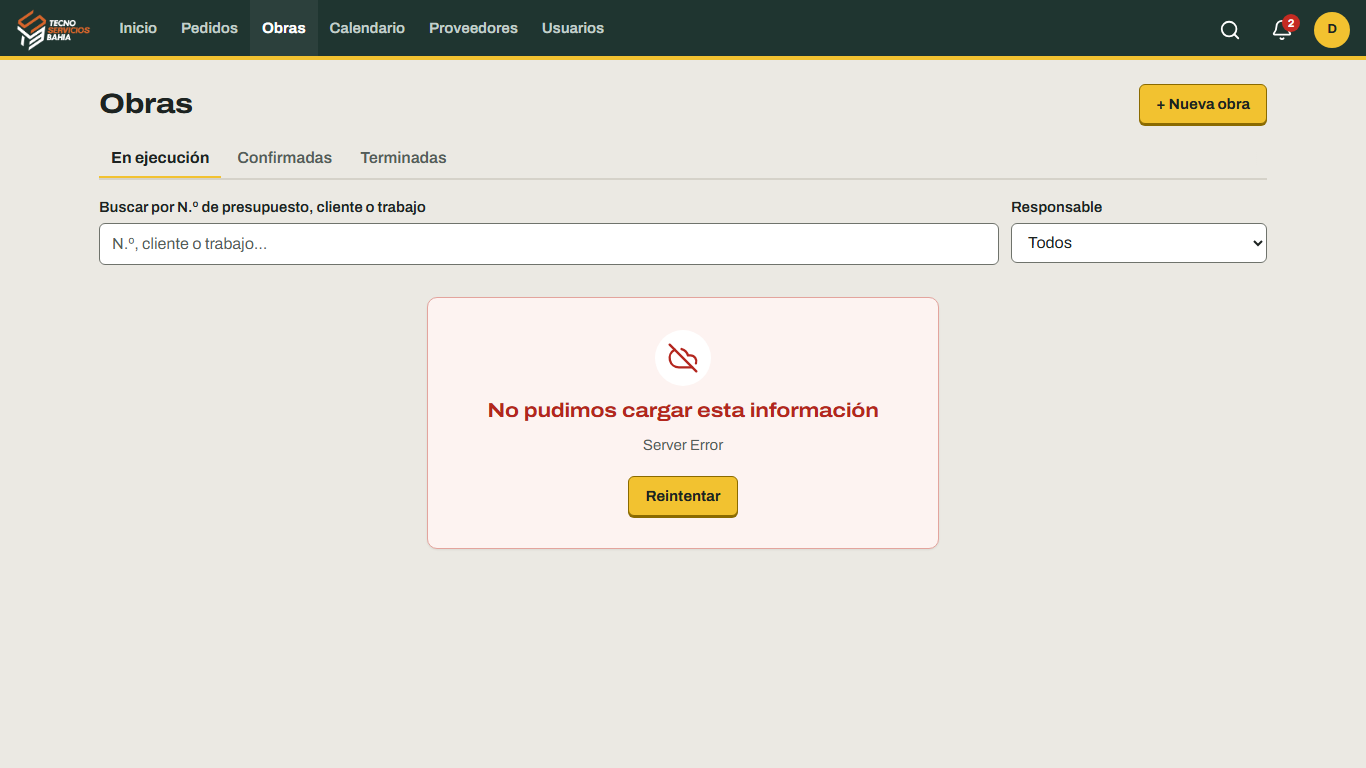 TECNO
SERVICIOS
BAHIA
Inicio
Pedidos
Obras
Calendario
Proveedores
Usuarios
2
D
Obras
+ Nueva obra
En ejecución
Confirmadas
Terminadas
Buscar por N.º de presupuesto, cliente o trabajo
Responsable
N.º, cliente o trabajo...
Todos
No pudimos cargar esta información
Server Error
Reintentar